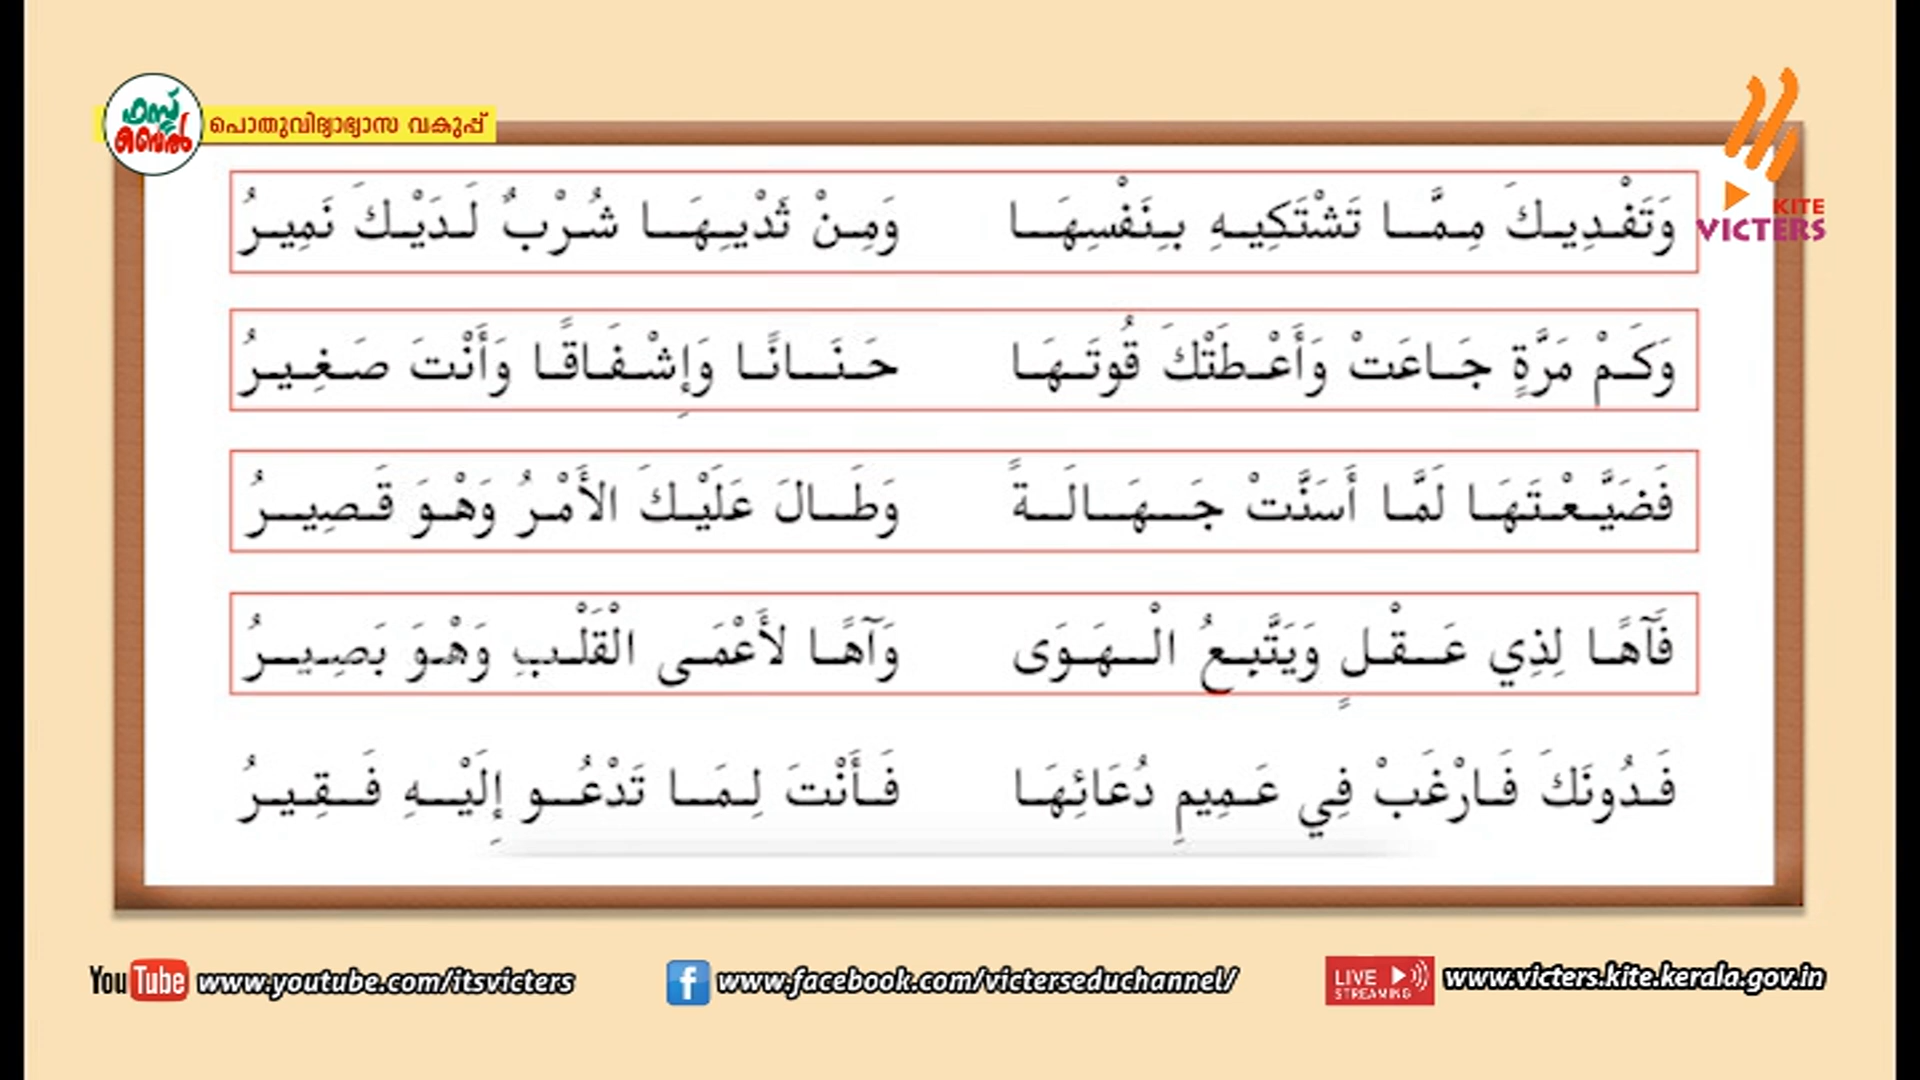 ഫസ്റ്റ് ബെൽ
പൊതുവിദ്യാഭ്യാസ വകുപ്പ്
KITE
VICTERS
وَتَفْدِيكَ مِمَّا تَشْتَكِيهِ بِنَفْسِهَا وَمِنْ ثَدْيِهَا شُرْبٌ لَدَيْكَ نَمِيرُ
وَكَمْ مَرَّةٍ جَاعَتْ وَأَعْطَتْكَ قُوتَهَا حَنَانًا وَإِشْفَاقًا وَأَنْتَ صَغِيرُ
فَضَيَّعْتَهَا لَمَّا أَسَنَّتْ جَهَالَةً وَطَالَ عَلَيْكَ الأَمْرُ وَهْوَ قَصِيرُ
فَآهًا لِذِي عَقْلٍ وَيَتَّبِعُ الْهَوَى وَآهًا لأَعْمَى الْقَلْبِ وَهْوَ بَصِيرُ
فَدُونَكَ فَارْغَبْ فِي عَمِيمِ دُعَائِهَا فَأَنْتَ لِمَا تَدْعُو إِلَيْهِ فَقِيرُ
YouTube www.youtube.com/itsvicters f www.facebook.com/victerseduchannel/ LIVE STREAMING www.victers.kite.kerala.gov.in